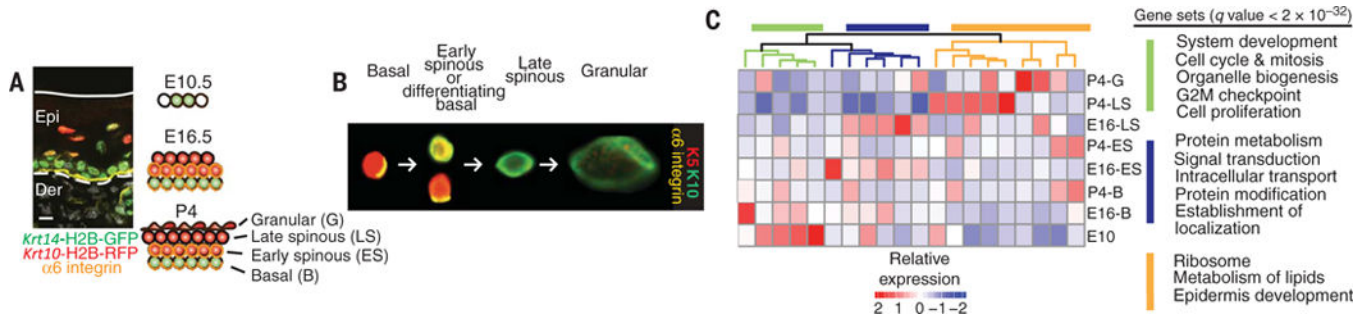 A
Epi
Der
Krt14-H2B-GFP
Krt10-H2B-RFP
α6 integrin
E10.5
E16.5
P4
Granular (G)
Late spinous (LS)
Early spinous (ES)
Basal (B)
B
Basal
Early
spinous
or
differentiating
basal
Late
spinous
Granular
α6 integrin
K5 K10
C
P4-G
P4-LS
E16-LS
P4-ES
E16-ES
P4-B
E16-B
E10
Relative
expression
2 1 0 -1 -2
Gene sets (q value < 2 × 10⁻³²)
System development
Cell cycle & mitosis
Organelle biogenesis
G2M checkpoint
Cell proliferation
Protein metabolism
Signal transduction
Intracellular transport
Protein modification
Establishment of
localization
Ribosome
Metabolism of lipids
Epidermis development